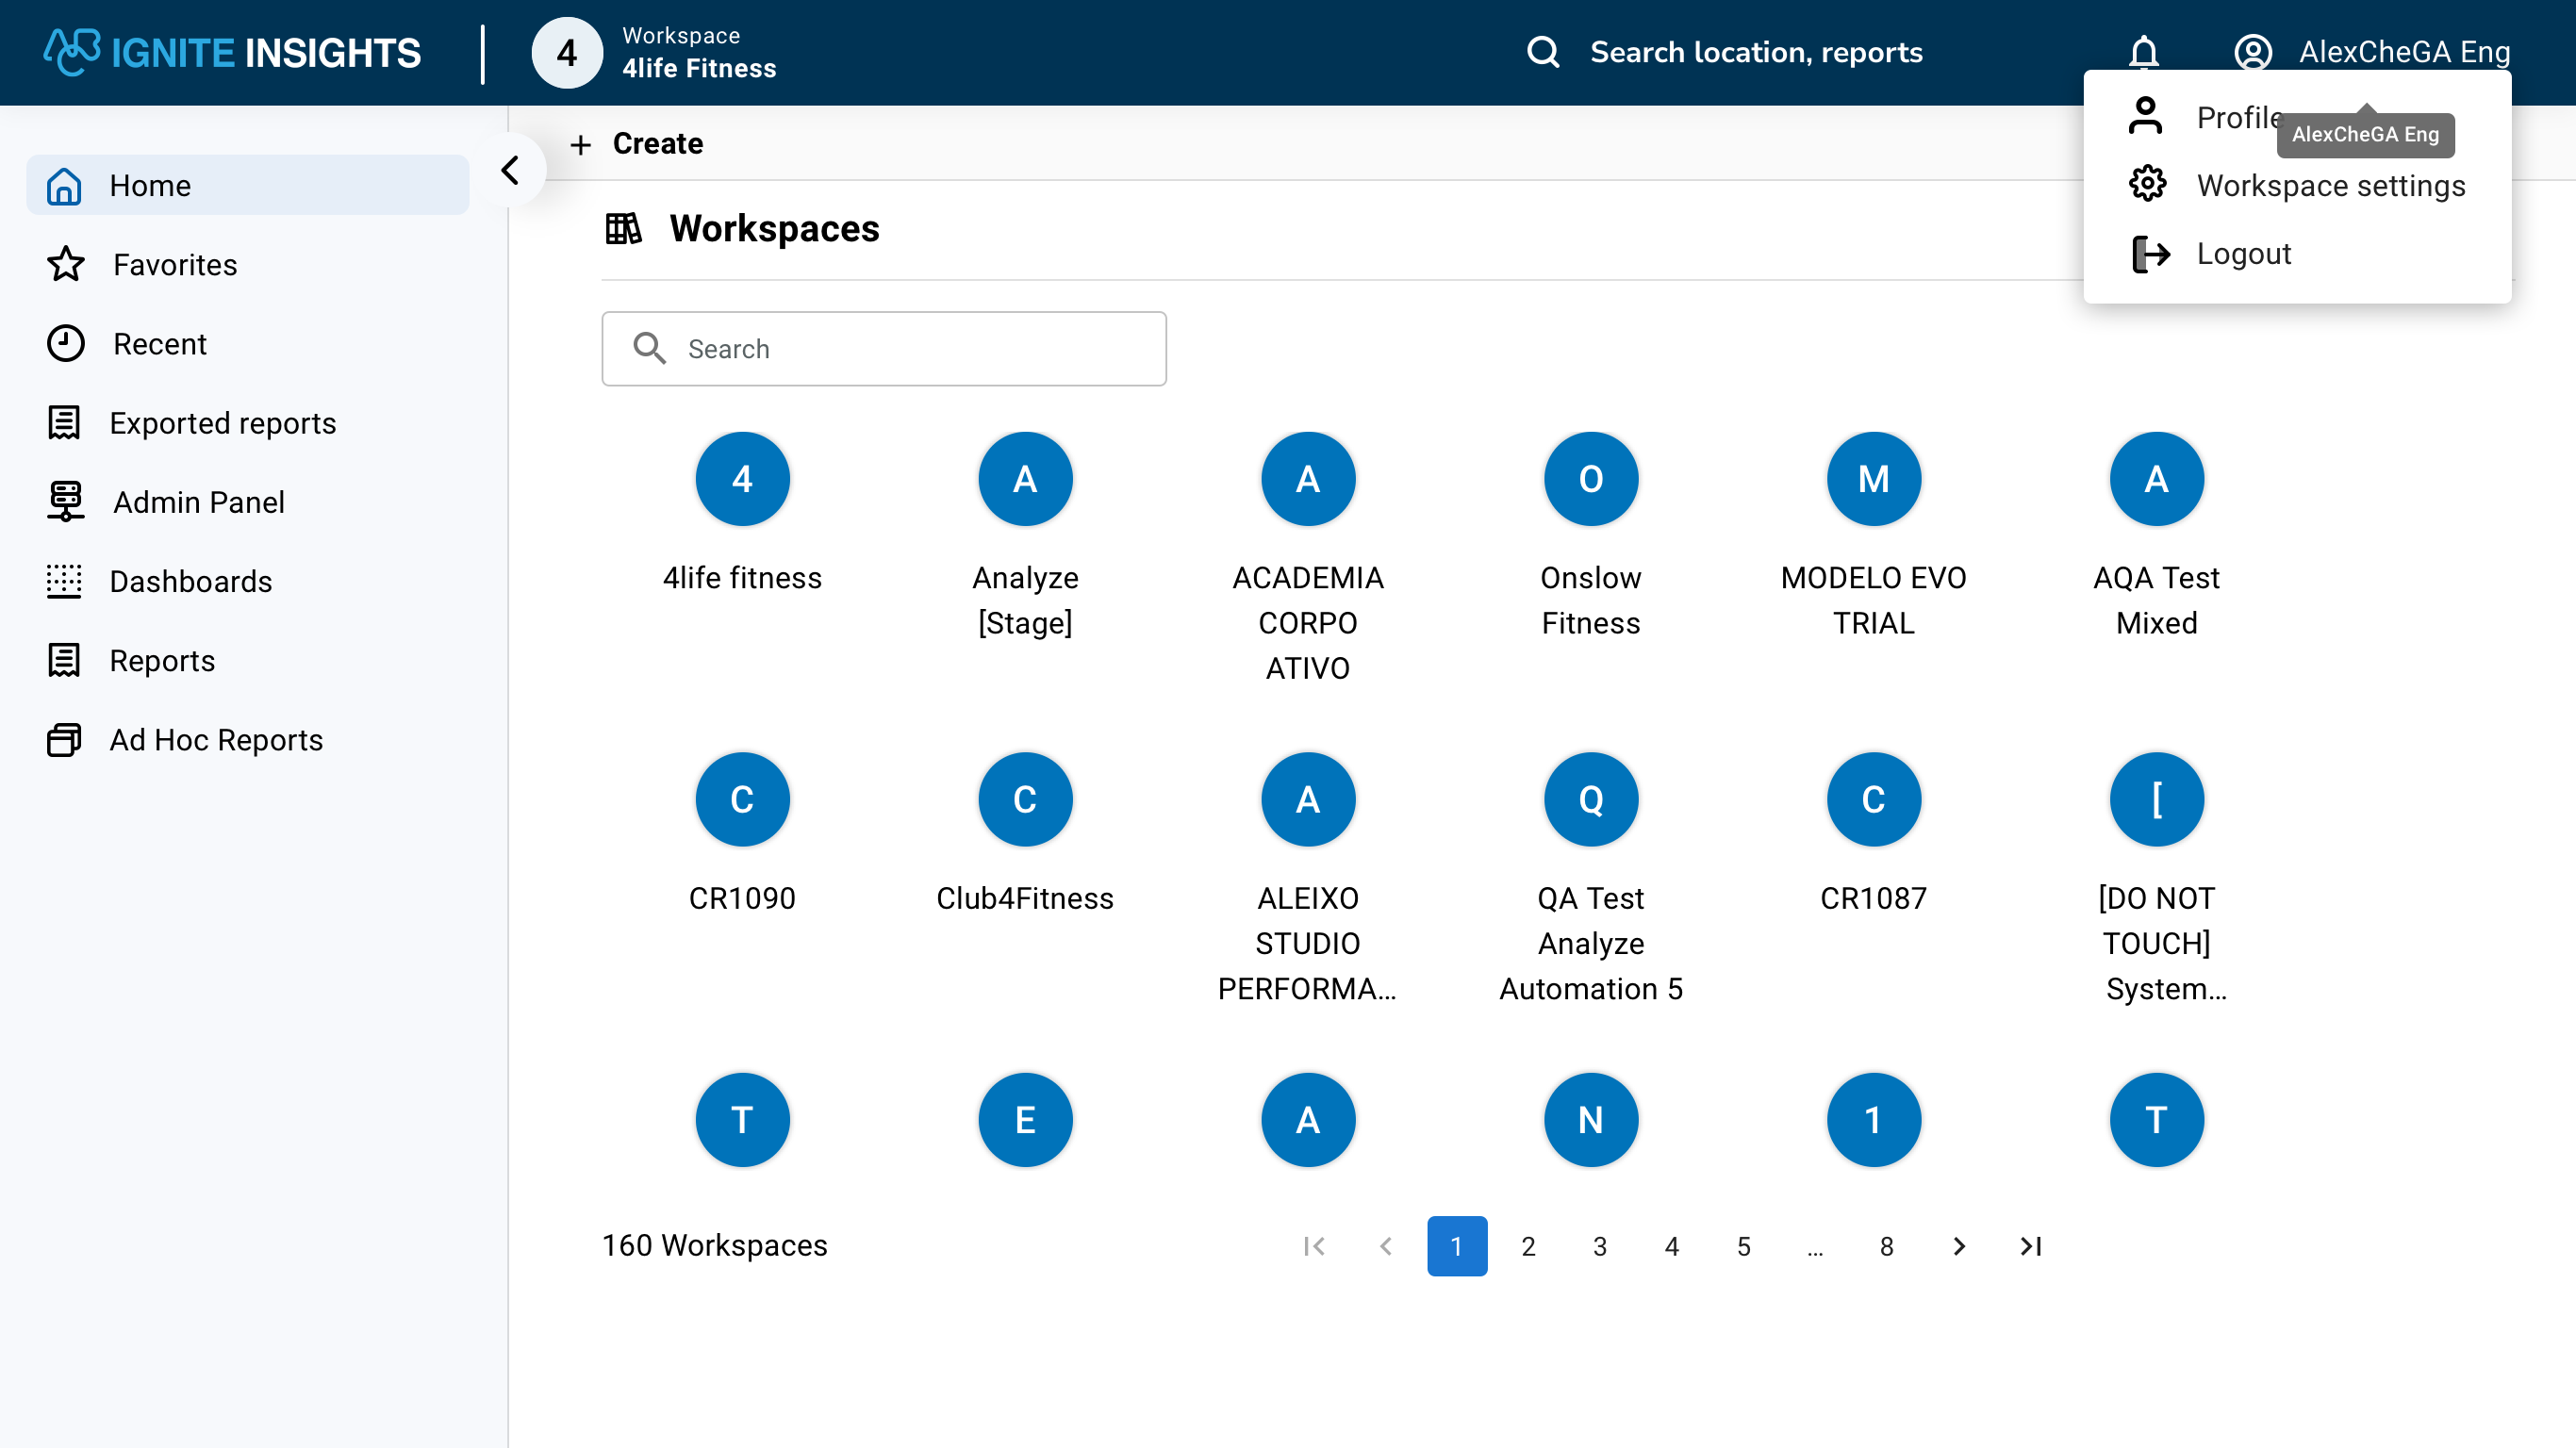 IGNITE INSIGHTS
4
Workspace
4life Fitness
Search location, reports
AlexCheGA Eng
Profile
AlexCheGA Eng
Workspace settings
Logout
Home
Favorites
Recent
Exported reports
Admin Panel
Dashboards
Reports
Ad Hoc Reports
+ Create
Workspaces
Search
4
A
A
O
M
A
4life fitness
Analyze
[Stage]
ACADEMIA
CORPO
ATIVO
Onslow
Fitness
MODELO EVO
TRIAL
AQA Test
Mixed
C
C
A
Q
C
[
CR1090
Club4Fitness
ALEIXO
STUDIO
PERFORMA...
QA Test
Analyze
Automation 5
CR1087
[DO NOT
TOUCH]
System...
T
E
A
N
1
T
160 Workspaces
1 2 3 4 5 ... 8